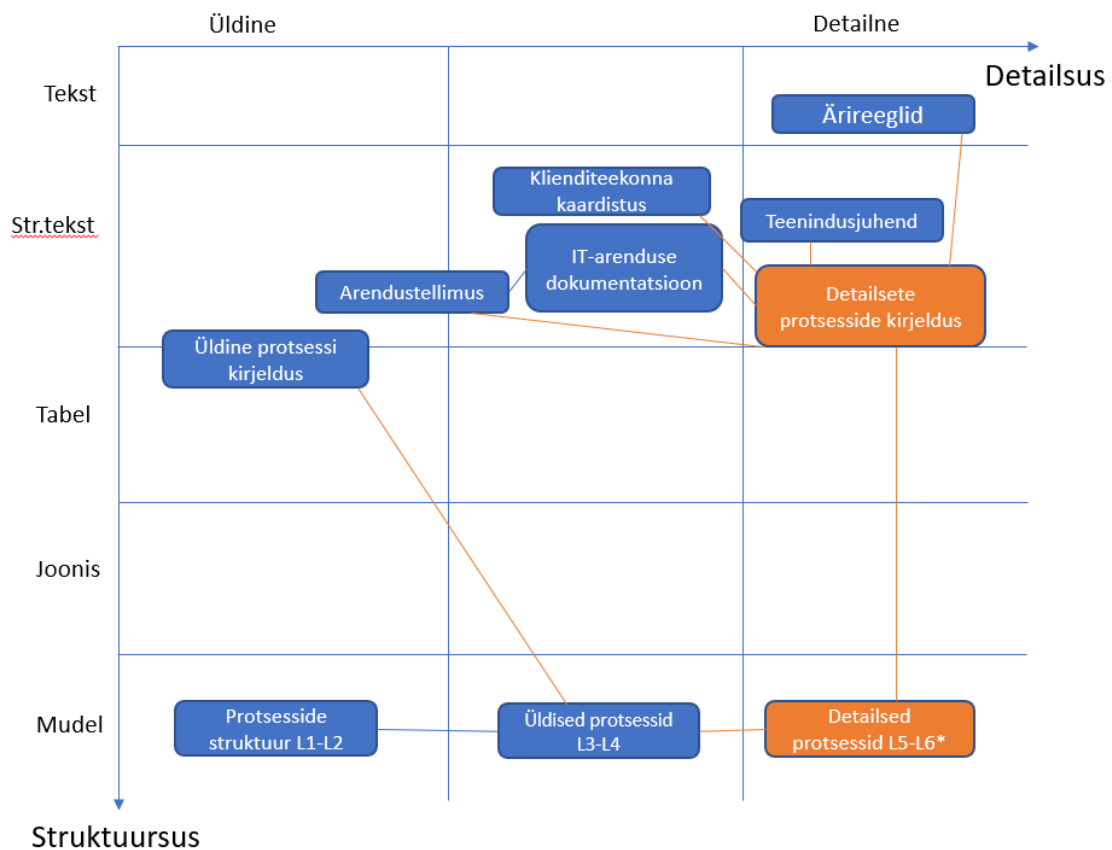 Üldine
Detailne
Detailsus
Tekst
Ärireeglid
Klienditeekonna
kaardistus
Str.tekst
Teenindusjuhend
IT-arenduse
dokumentatsioon
Arendustellimus
Detailsete
protsesside kirjeldus
Üldine protsessi
kirjeldus
Tabel
Joonis
Mudel
Protsesside
struktuur L1-L2
Üldised protsessid
L3-L4
Detailsed
protsessid L5-L6*
Struktuursus